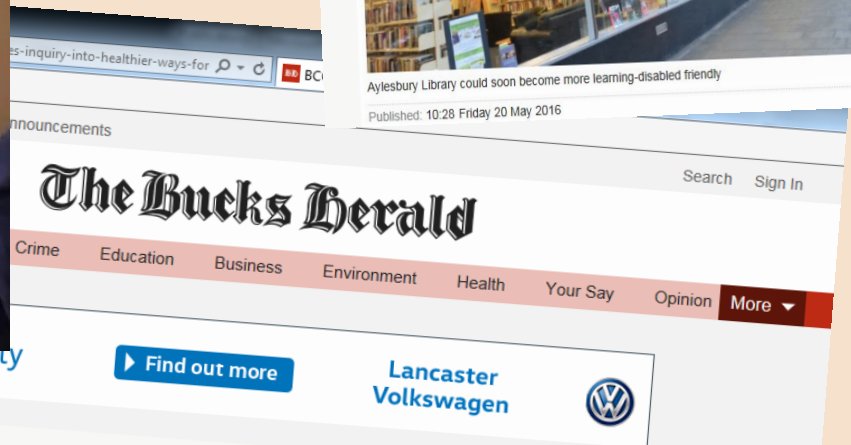 es-inquiry-into-healthier-ways-for
BC
Aylesbury Library could soon become more learning-disabled friendly
Published: 10:28 Friday 20 May 2016
nnouncements
Search Sign In
The Bucks Herald
Crime Education Business Environment Health Your Say Opinion More
ty
Find out more
Lancaster
Volkswagen